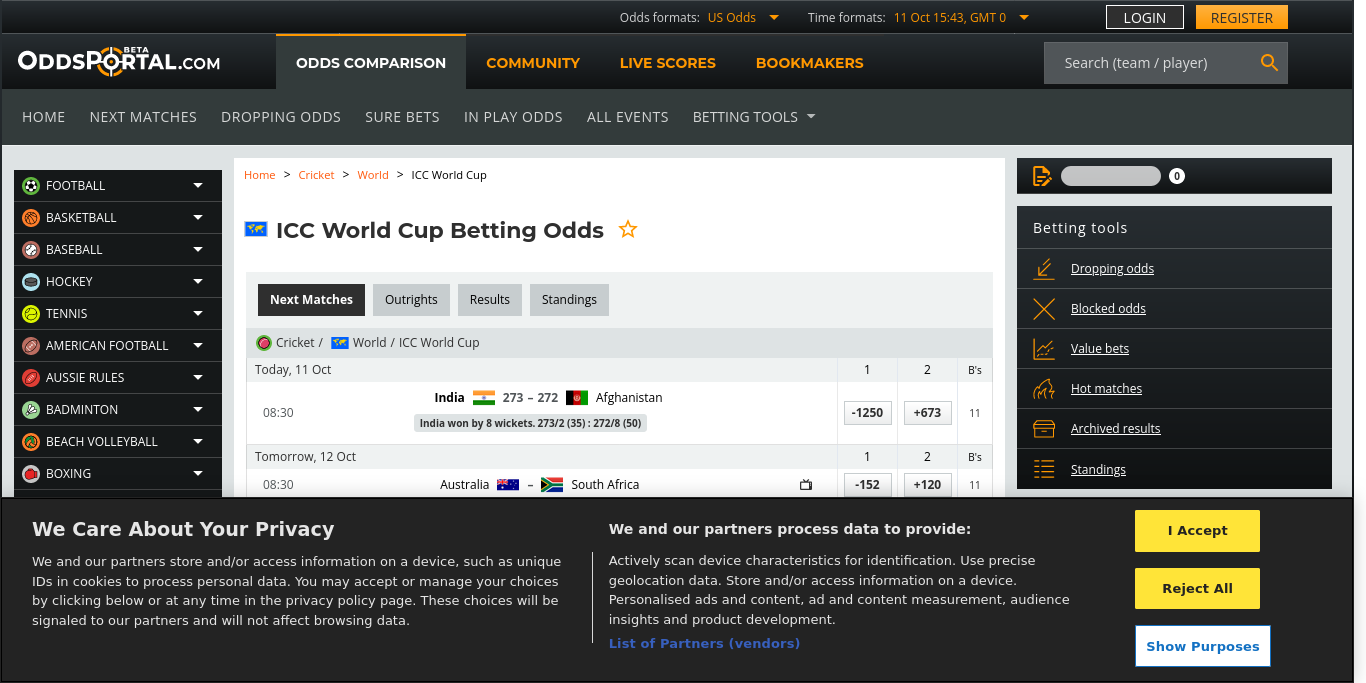 Odds formats: US Odds
Time formats: 11 Oct 15:43, GMT 0
LOGIN
REGISTER
ODDSPORTAL.COM
BETA
ODDS COMPARISON
COMMUNITY
LIVE SCORES
BOOKMAKERS
Search (team / player)
HOME
NEXT MATCHES
DROPPING ODDS
SURE BETS
IN PLAY ODDS
ALL EVENTS
BETTING TOOLS
FOOTBALL
BASKETBALL
BASEBALL
HOCKEY
TENNIS
AMERICAN FOOTBALL
AUSSIE RULES
BADMINTON
BEACH VOLLEYBALL
BOXING
Home > Cricket > World > ICC World Cup
ICC World Cup Betting Odds
Next Matches
Outrights
Results
Standings
Cricket / World / ICC World Cup
Today, 11 Oct 1 2 B's
08:30 India 273 – 272 Afghanistan -1250 +673 11
India won by 8 wickets. 273/2 (35) : 272/8 (50)
Tomorrow, 12 Oct 1 2 B's
08:30 Australia – South Africa -152 +120 11
0
Betting tools
Dropping odds
Blocked odds
Value bets
Hot matches
Archived results
Standings
We Care About Your Privacy
We and our partners store and/or access information on a device, such as unique
IDs in cookies to process personal data. You may accept or manage your choices
by clicking below or at any time in the privacy policy page. These choices will be
signaled to our partners and will not affect browsing data.
We and our partners process data to provide:
Actively scan device characteristics for identification. Use precise
geolocation data. Store and/or access information on a device.
Personalised ads and content, ad and content measurement, audience
insights and product development.
List of Partners (vendors)
I Accept
Reject All
Show Purposes